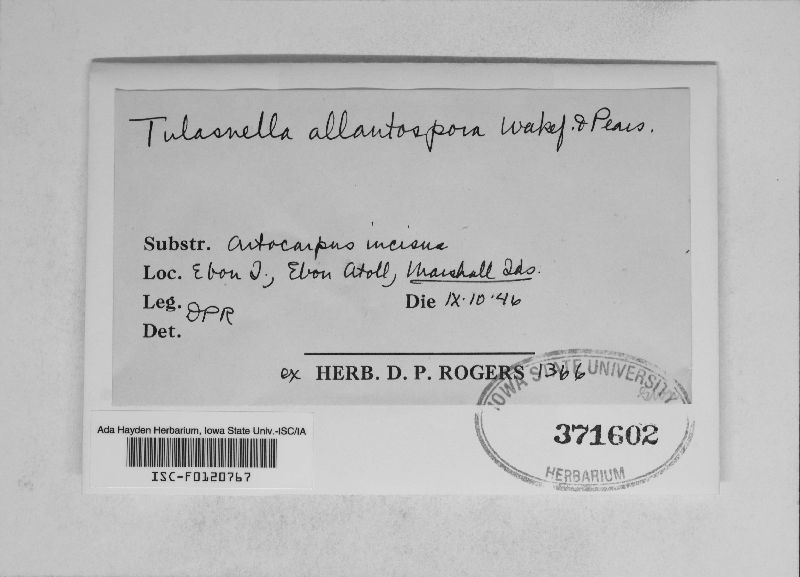 Tulasnella allantospora Wakef. & Pears.
Substr. Artocarpus incisus
Loc. Ebon I., Ebon Atoll, Marshall Ids.
Leg. DPR
Die IX·10·46
Det.
ex HERB. D. P. ROGERS 1366
IOWA STATE UNIVERSITY
371602
HERBARIUM
Ada Hayden Herbarium, Iowa State Univ.-ISC/IA
ISC-F0120767